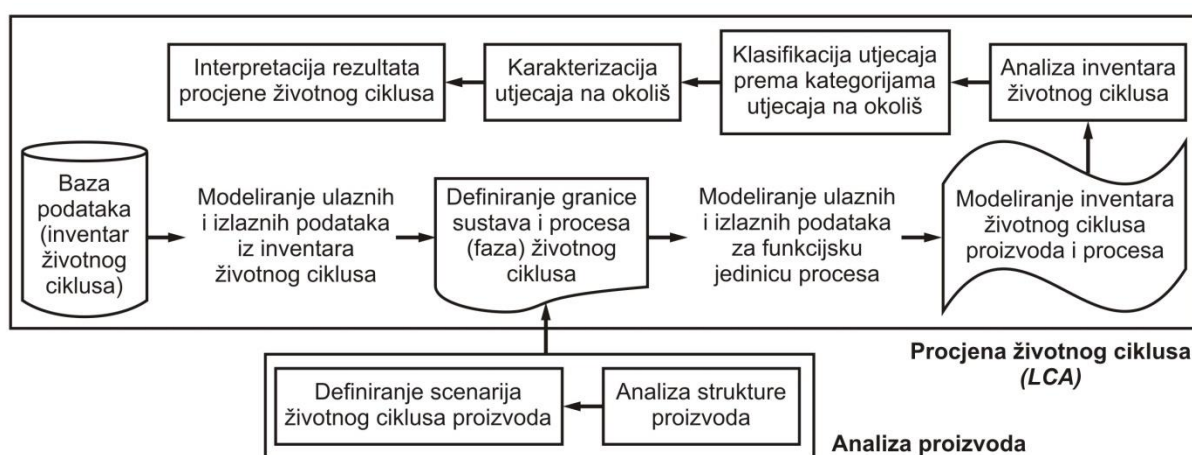 Interpretacija rezultata
procjene životnog ciklusa
Karakterizacija
utjecaja na okoliš
Klasifikacija utjecaja
prema kategorijama
utjecaja na okoliš
Analiza inventara
životnog ciklusa
Baza
podataka
(inventar
životnog
ciklusa)
Modeliranje ulaznih
i izlaznih podataka
iz inventara
životnog ciklusa
Definiranje granice
sustava i procesa
(faza) životnog
ciklusa
Modeliranje ulaznih
i izlaznih podataka
za funkcijsku
jedinicu procesa
Modeliranje inventara
životnog ciklusa
proizvoda i procesa
Procjena životnog ciklusa
(LCA)
Definiranje scenarija
životnog ciklusa proizvoda
Analiza strukture
proizvoda
Analiza proizvoda